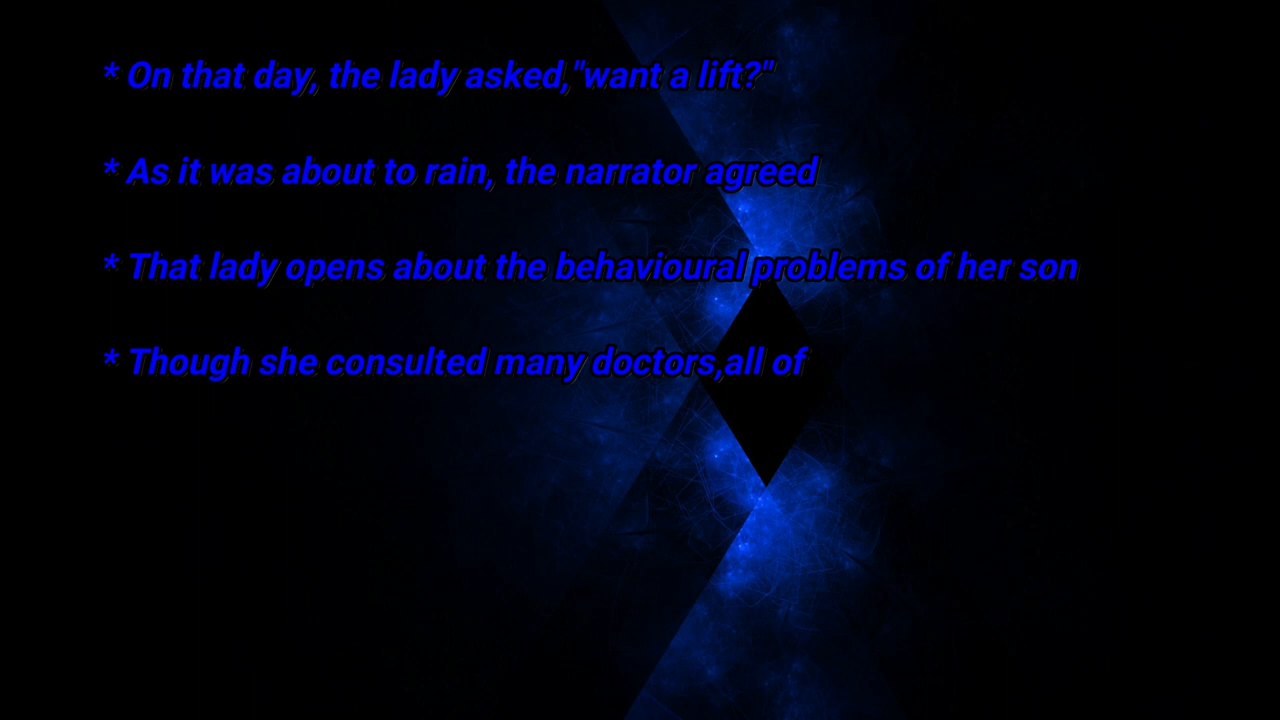 * On that day, the lady asked,"want a lift?"
* As it was about to rain, the narrator agreed
* That lady opens about the behavioural problems of her son
* Though she consulted many doctors,all of